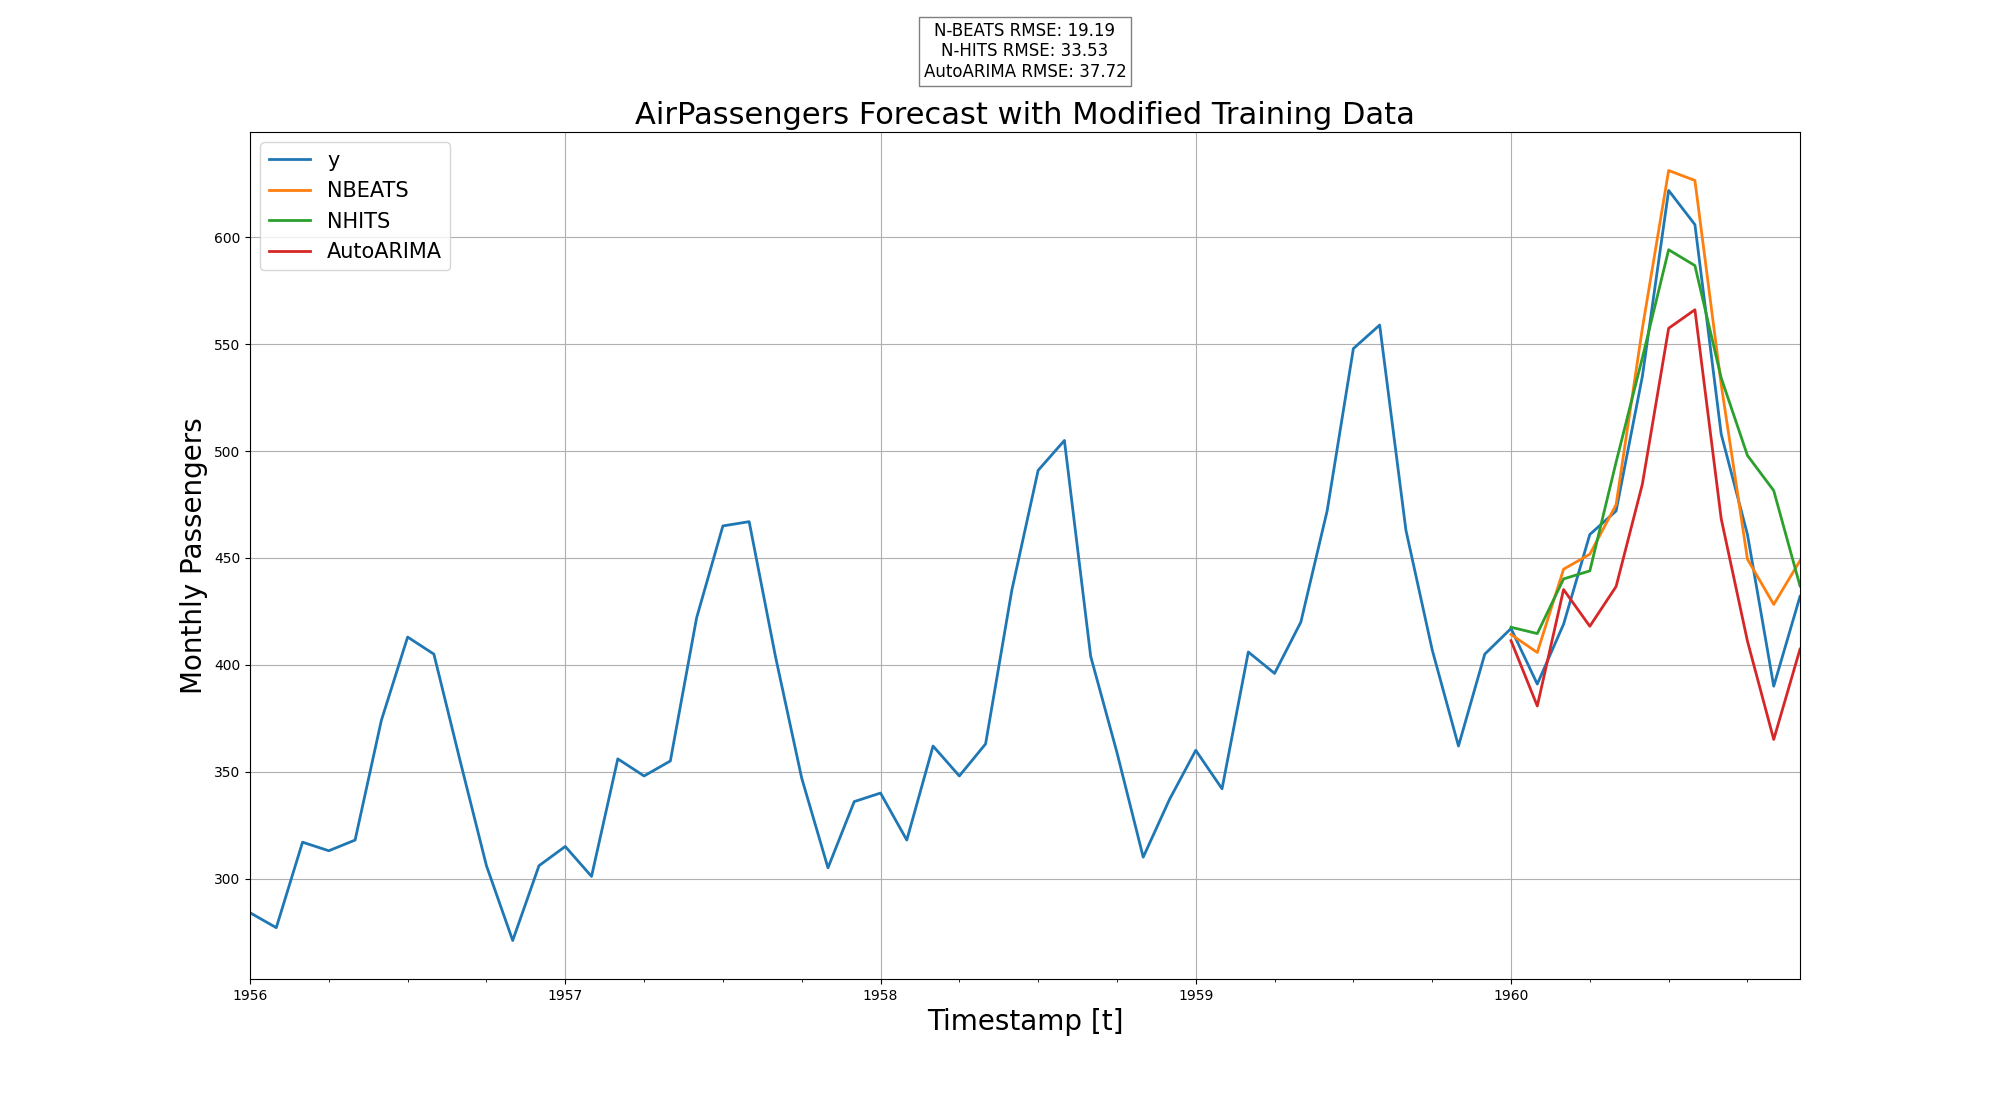 N-BEATS RMSE: 19.19
N-HITS RMSE: 33.53
AutoARIMA RMSE: 37.72
AirPassengers Forecast with Modified Training Data
y
NBEATS
NHITS
AutoARIMA
Monthly Passengers
600
550
500
450
400
350
300
1956 1957 1958 1959 1960
Timestamp [t]